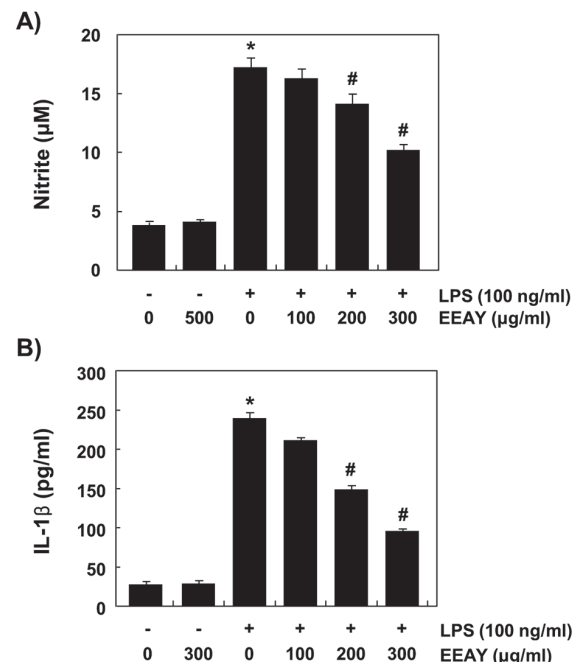 A)
20
*
#
15
#
10
Nitrite (μM)
5
0
- - + + + + LPS (100 ng/ml)
0 500 0 100 200 300 EEAY (μg/ml)
B)
300
250
*
200
#
150
#
100
IL-1β (pg/ml)
50
0
- - + + + + LPS (100 ng/ml)
0 300 0 100 200 300 EEAY (μg/ml)